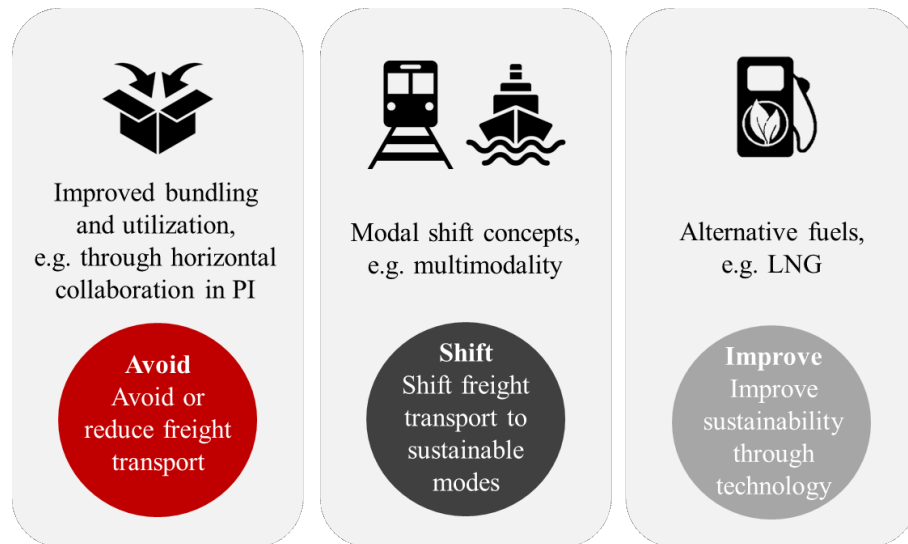 Improved bundling
and utilization,
e.g. through horizontal
collaboration in PI
Avoid
Avoid or
reduce freight
transport
Modal shift concepts,
e.g. multimodality
Shift
Shift freight
transport to
sustainable
modes
Alternative fuels,
e.g. LNG
Improve
Improve
sustainability
through
technology